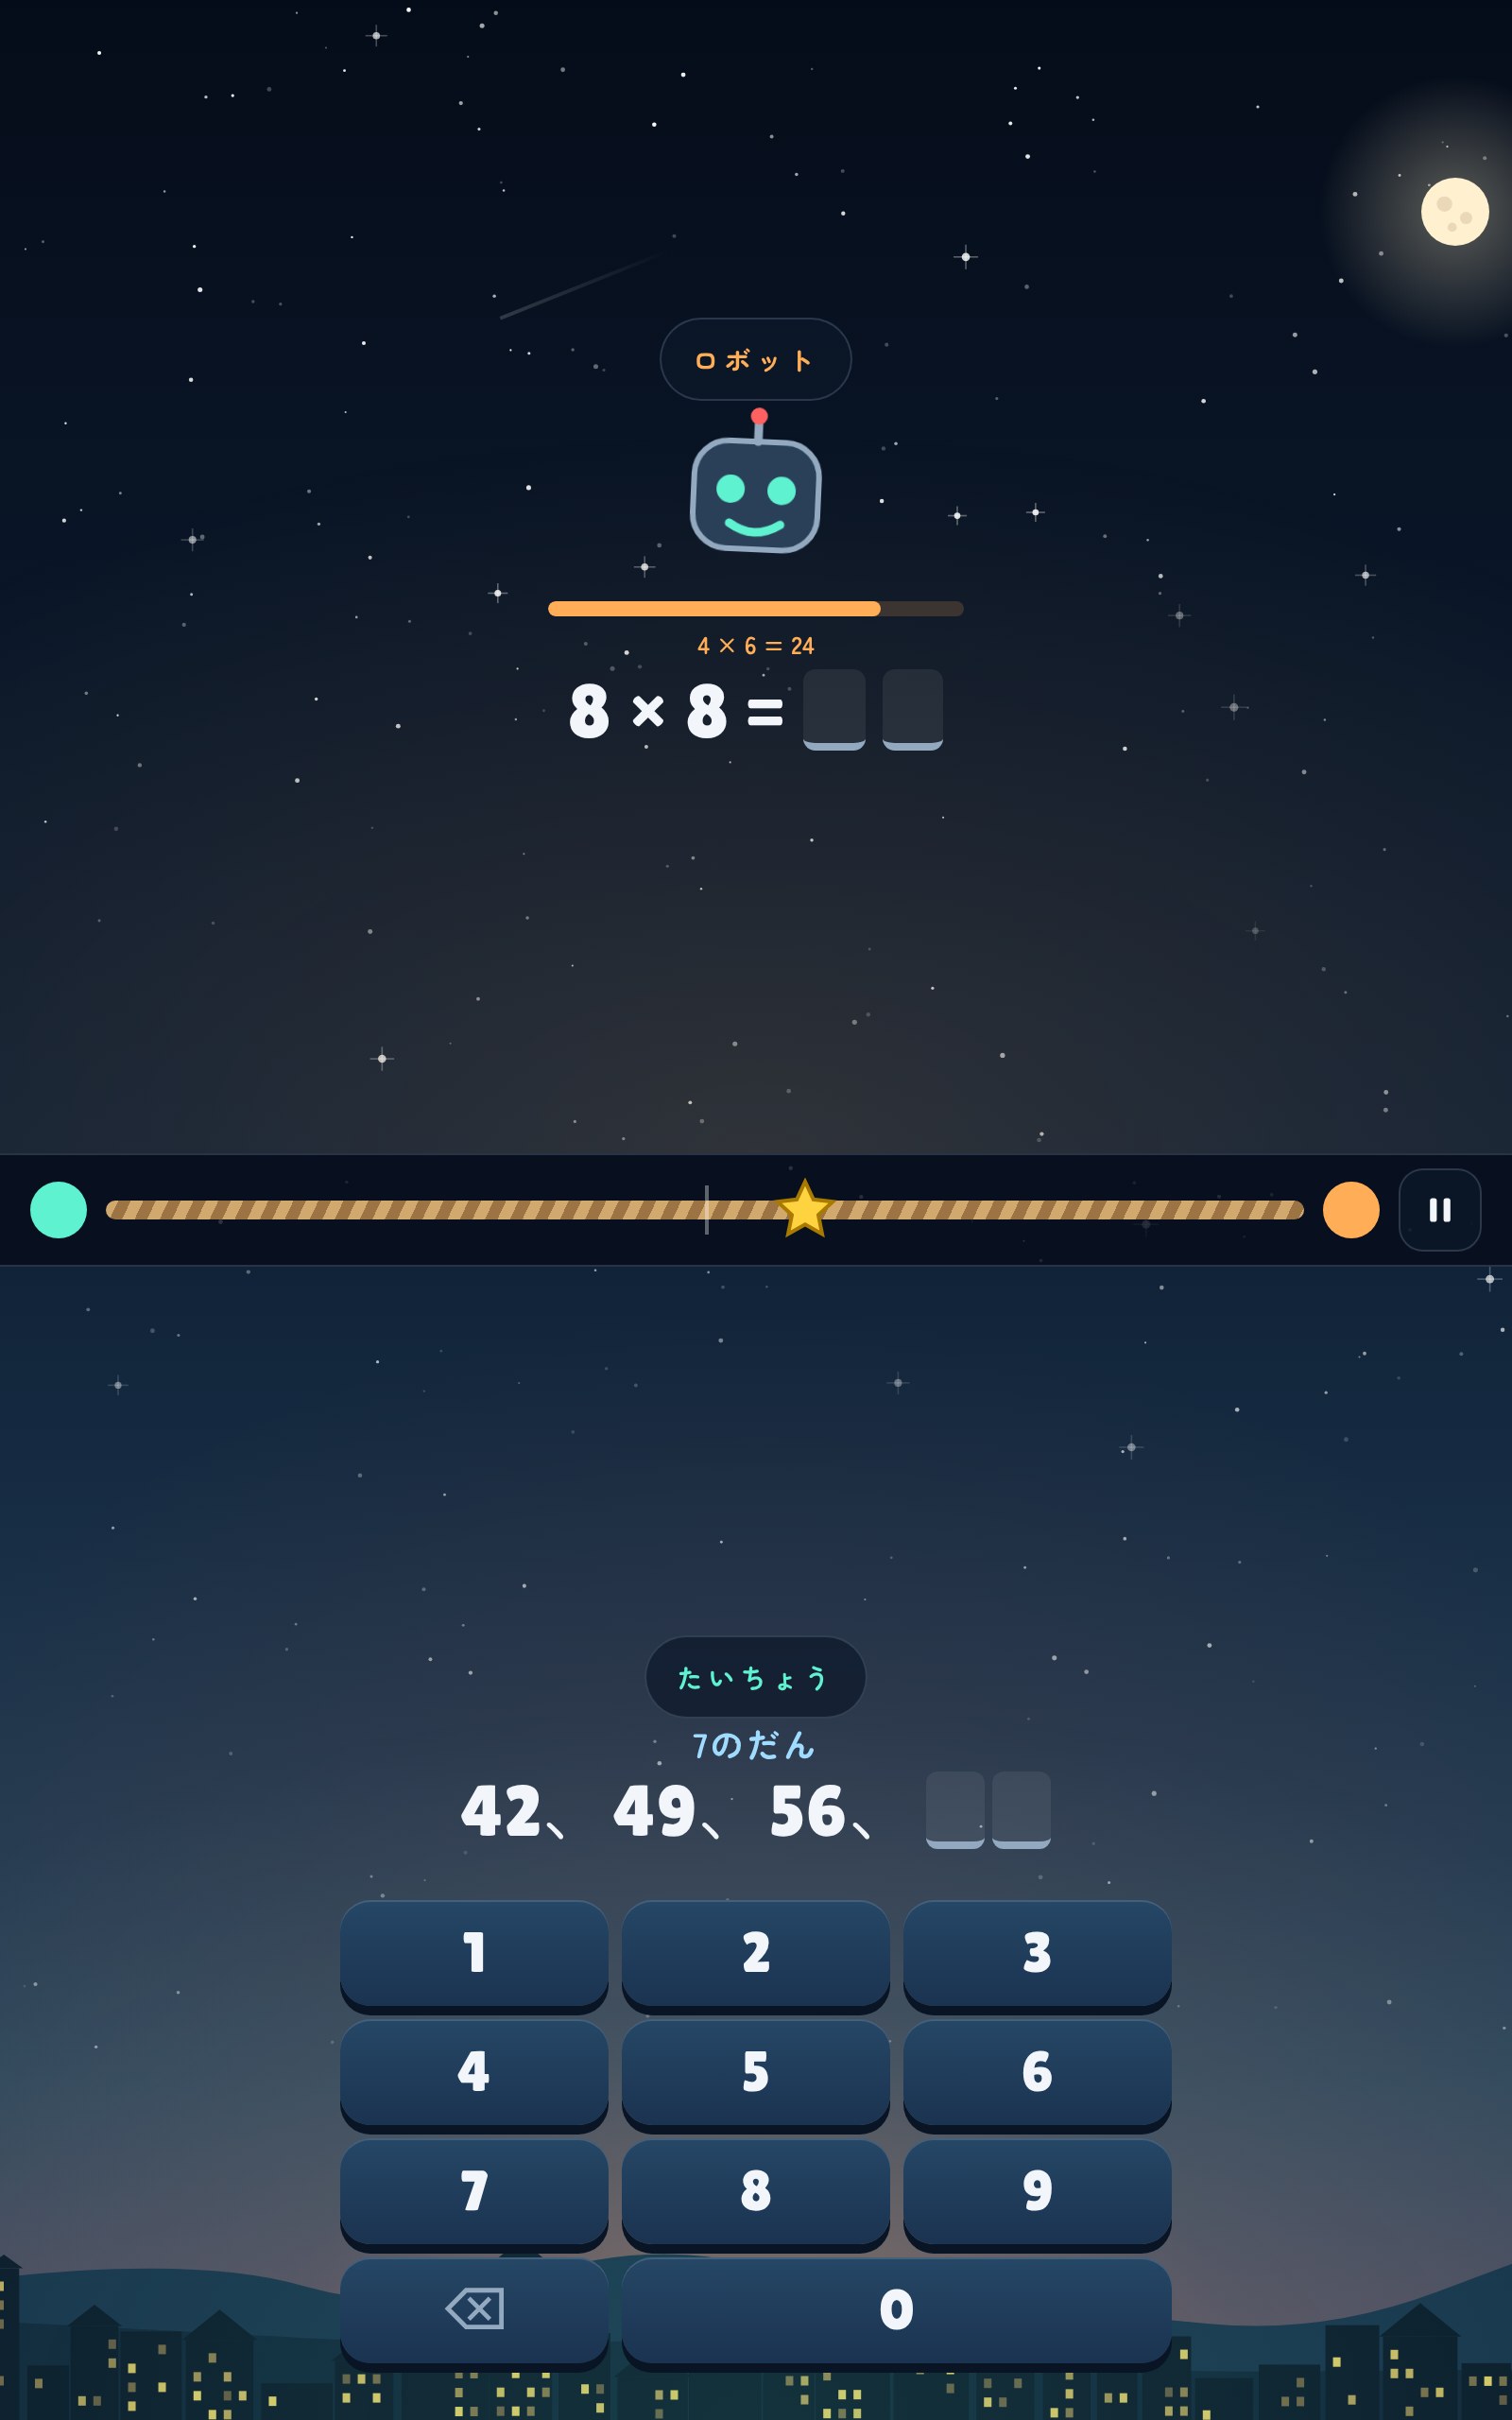 ロボット
4 × 6 = 24
8 × 8 =
たいちょう
7のだん
42、 49、 56、
1 2 3
4 5 6
7 8 9
0